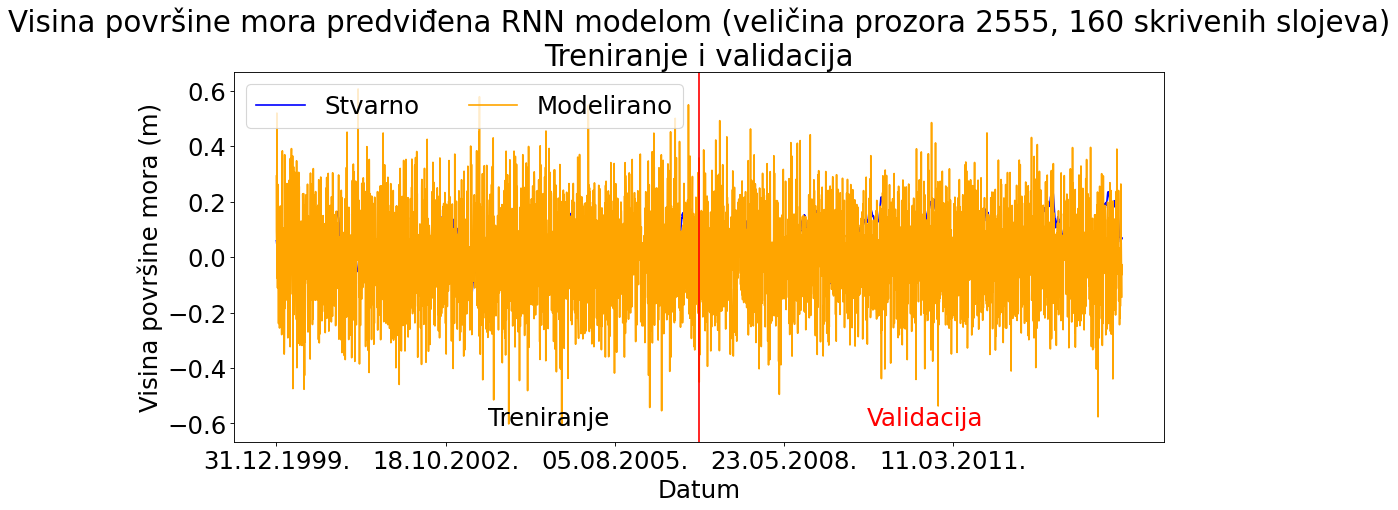 Visina površine mora predviđena RNN modelom (veličina prozora 2555, 160 skrivenih slojeva)
Treniranje i validacija
Stvarno
Modelirano
Visina površine mora (m)
0.6
0.4
0.2
0.0
−0.2
−0.4
−0.6
Treniranje
Validacija
31.12.1999.
18.10.2002.
05.08.2005.
23.05.2008.
11.03.2011.
Datum